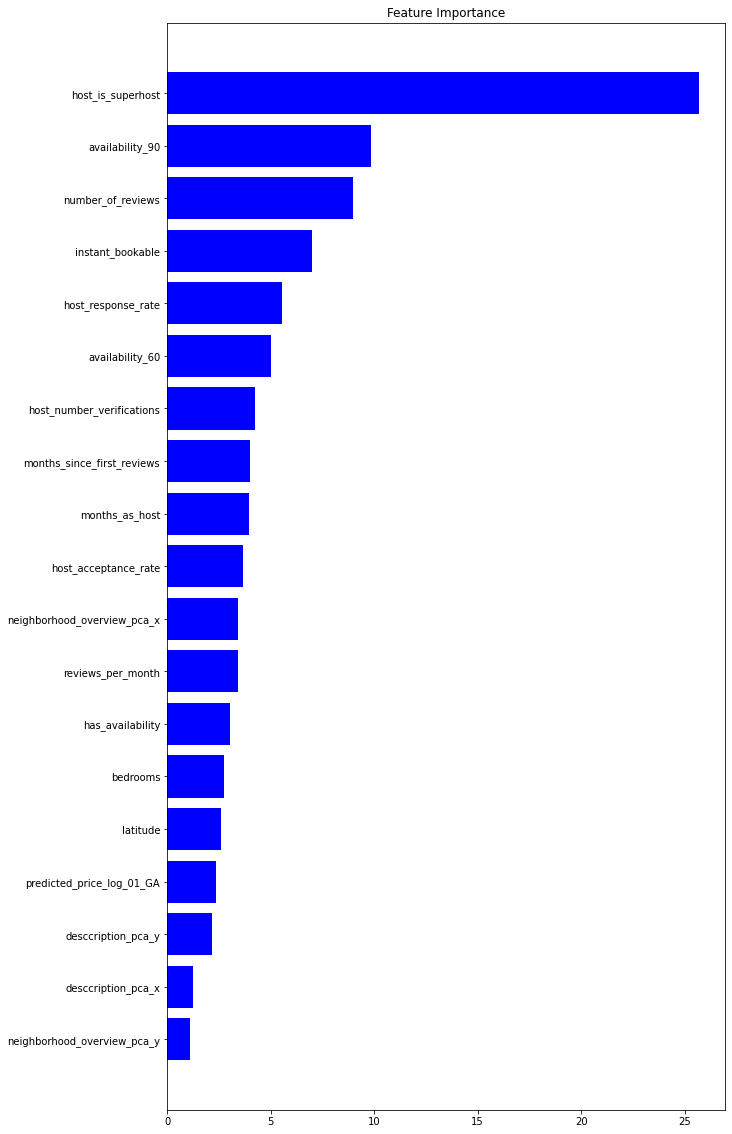 Feature Importance
host_is_superhost
availability_90
number_of_reviews
instant_bookable
host_response_rate
availability_60
host_number_verifications
months_since_first_reviews
months_as_host
host_acceptance_rate
neighborhood_overview_pca_x
reviews_per_month
has_availability
bedrooms
latitude
predicted_price_log_01_GA
desccription_pca_y
desccription_pca_x
neighborhood_overview_pca_y
0 5 10 15 20 25